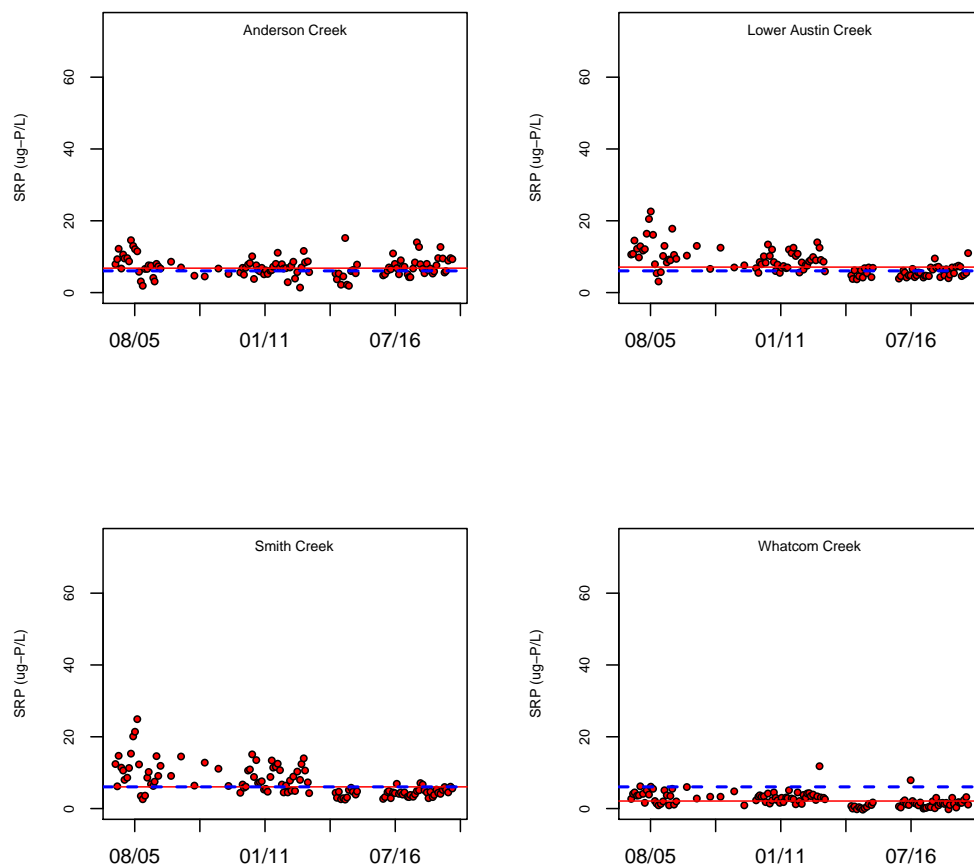 Anderson Creek
SRP (ug−P/L)
0 20 40 60
08/05 01/11 07/16
Lower Austin Creek
SRP (ug−P/L)
0 20 40 60
08/05 01/11 07/16
Smith Creek
SRP (ug−P/L)
0 20 40 60
08/05 01/11 07/16
Whatcom Creek
SRP (ug−P/L)
0 20 40 60
08/05 01/11 07/16